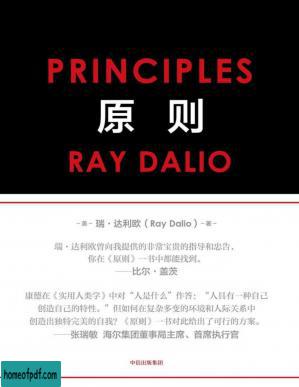 PRINCIPLES
原则
RAY DALIO
-[美]- 瑞·达利欧（Ray Dalio）-著-
瑞·达利欧曾向我提供的非常宝贵的指导和忠告，
你在《原则》一书中都能找到。
——比尔·盖茨
康德在《实用人类学》中对“人是什么”作答：“人具有一种自己
创造自己的特性。”但如何在复杂多变的环境和人际关系中
创造出独特完美的自我？《原则》一书对此给出了可行的方案。
——张瑞敏 海尔集团董事局主席、首席执行官
中信出版集团
homeofpdf.com
homeofpdf.com